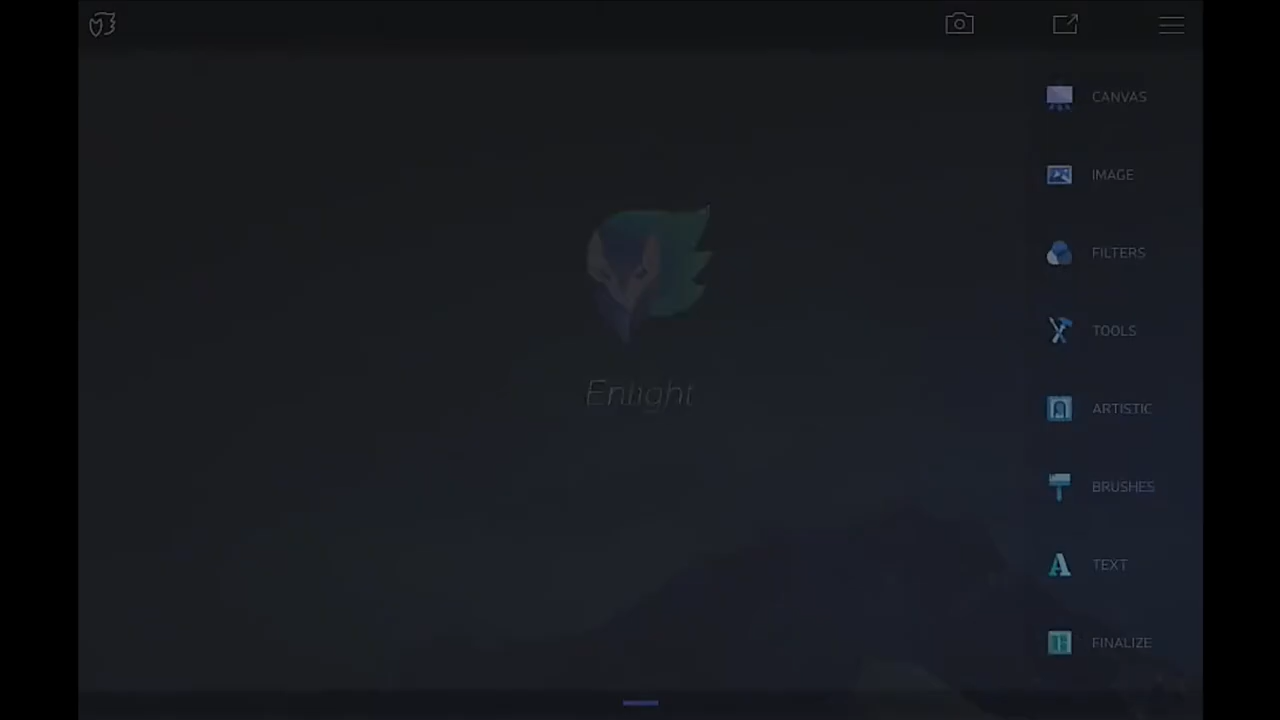 CANVAS
IMAGE
FILTERS
TOOLS
Enlight
ARTISTIC
BRUSHES
TEXT
FINALIZE